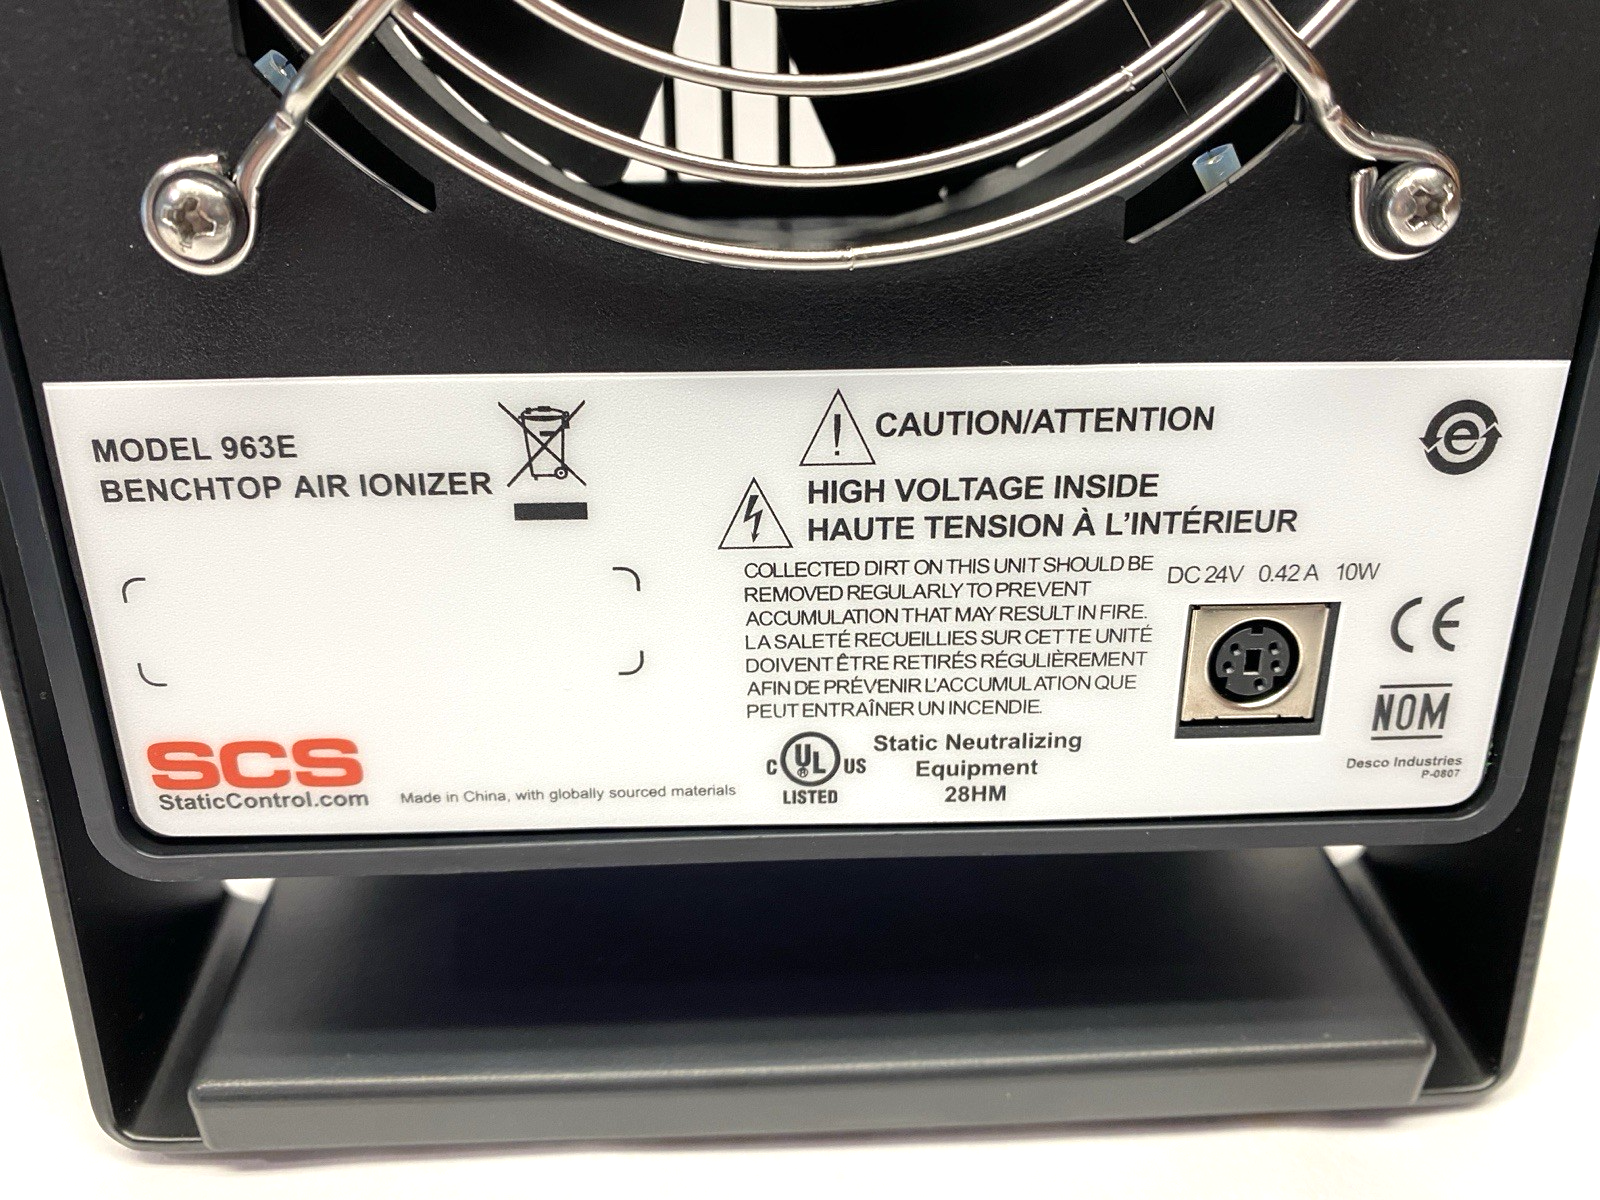 MODEL 963E
BENCHTOP AIR IONIZER
SCS
StaticControl.com
Made in China, with globally sourced materials
CAUTION/ATTENTION
HIGH VOLTAGE INSIDE
HAUTE TENSION À L'INTÉRIEUR
COLLECTED DIRT ON THIS UNIT SHOULD BE
REMOVED REGULARLY TO PREVENT
ACCUMULATION THAT MAY RESULT IN FIRE.
LA SALETÉ RECUEILLIES SUR CETTE UNITÉ
DOIVENT ÊTRE RETIRÉS RÉGULIÈREMENT
AFIN DE PRÉVENIR L'ACCUMULATION QUE
PEUT ENTRAÎNER UN INCENDIE.
C UL ® US
LISTED
Static Neutralizing
Equipment
28HM
e
DC 24V 0.42 A 10W
CE
NOM
Desco Industries
P-0807